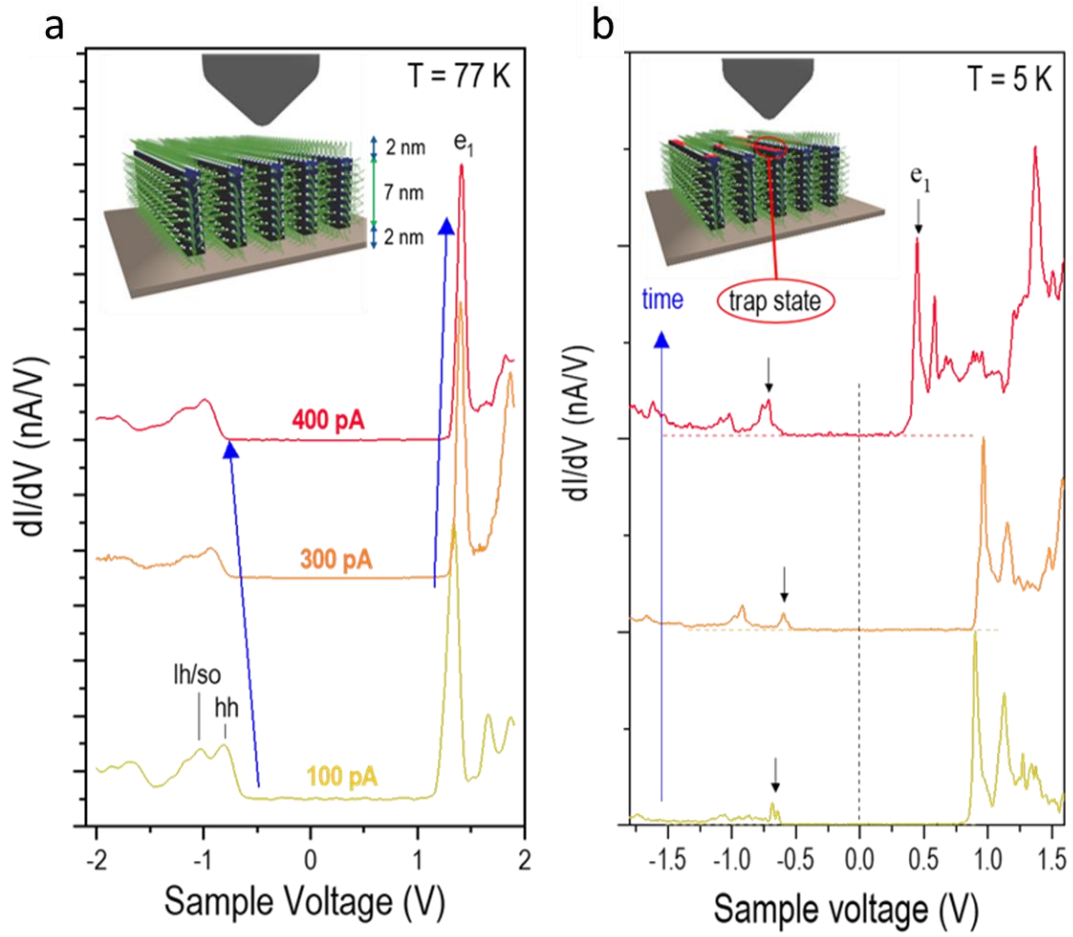 a
T = 77 K
2 nm
7 nm
2 nm
e1
400 pA
300 pA
lh/so
hh
100 pA
dI/dV (nA/V)
-2 -1 0 1 2
Sample Voltage (V)
b
T = 5 K
e1
time
trap state
dI/dV (nA/V)
-1.5 -1.0 -0.5 0.0 0.5 1.0 1.5
Sample voltage (V)